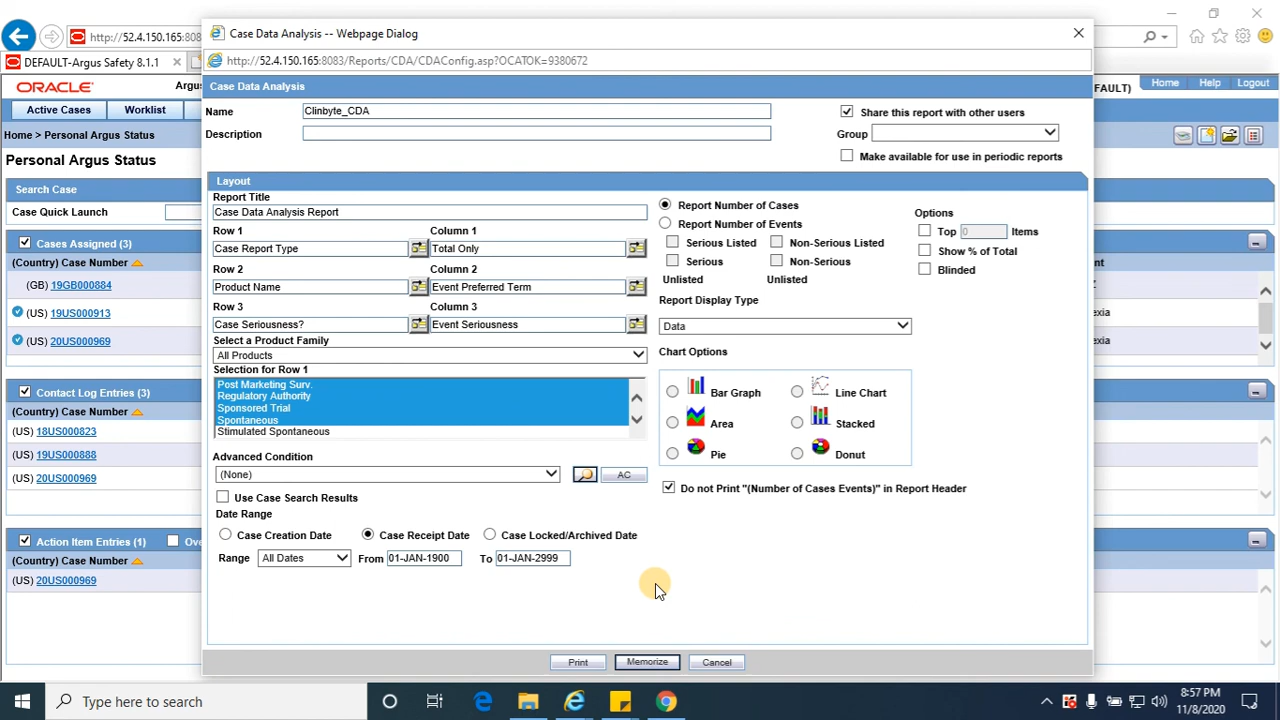 Case Data Analysis -- Webpage Dialog
http://52.4.150.165:808
http://52.4.150.165:8083/Reports/CDA/CDAConfig.asp?OCATOK=9380672
DEFAULT-Argus Safety 8.1.1
ORACLE
Argus
FAULT)
Home
Help
Logout
Active Cases
Worklist
Home > Personal Argus Status
Personal Argus Status
Search Case
Case Quick Launch
Cases Assigned (3)
(Country) Case Number
(GB) 19GB000884
(US) 19US000913
(US) 20US000969
Contact Log Entries (3)
(Country) Case Number
(US) 18US000823
(US) 19US000888
(US) 20US000969
Action Item Entries (1)
(Country) Case Number
(US) 20US000969
Case Data Analysis
Name
Clinbyte_CDA
Share this report with other users
Description
Group
Make available for use in periodic reports
Layout
Report Title
Case Data Analysis Report
Row 1
Column 1
Case Report Type
Total Only
Row 2
Column 2
Product Name
Event Preferred Term
Row 3
Column 3
Case Seriousness?
Event Seriousness
Select a Product Family
All Products
Selection for Row 1
Post Marketing Surv.
Regulatory Authority
Sponsored Trial
Spontaneous
Stimulated Spontaneous
Advanced Condition
(None)
AC
Use Case Search Results
Date Range
Case Creation Date
Case Receipt Date
Case Locked/Archived Date
Range
All Dates
From
01-JAN-1900
To
01-JAN-2999
Report Number of Cases
Report Number of Events
Serious Listed
Non-Serious Listed
Serious
Non-Serious
Unlisted
Unlisted
Options
Top
0
Items
Show % of Total
Blinded
Report Display Type
Data
Chart Options
Bar Graph
Line Chart
Area
Stacked
Pie
Donut
Do not Print "(Number of Cases Events)" in Report Header
Print
Memorize
Cancel
Type here to search
8:57 PM
11/8/2020